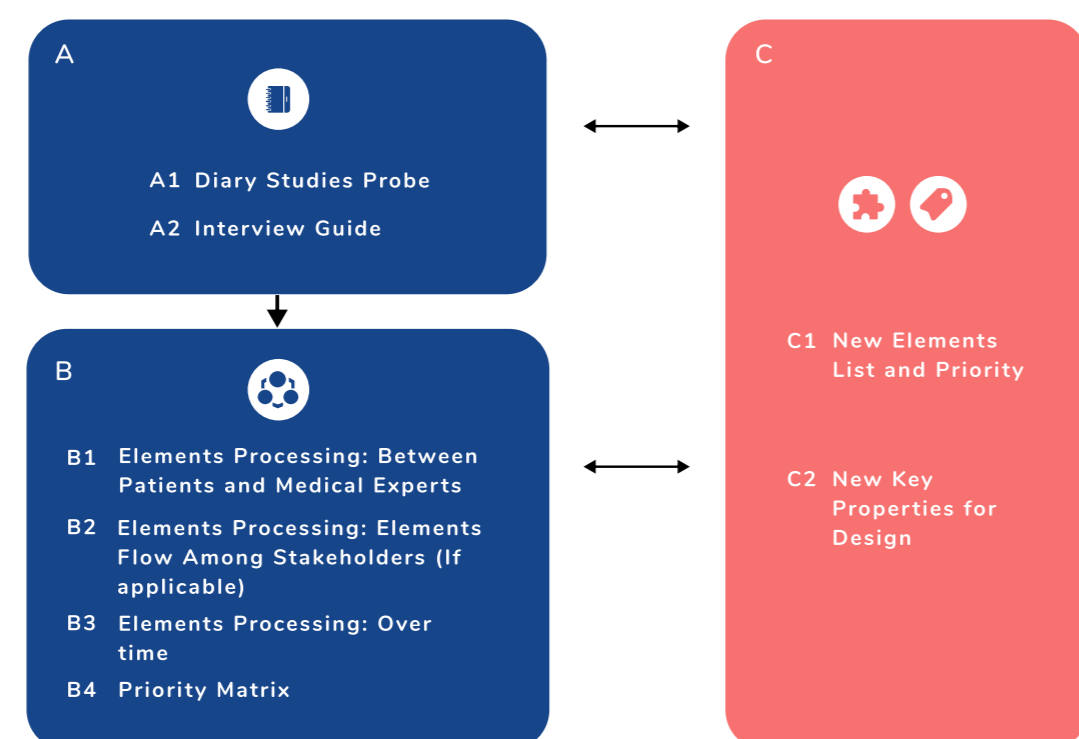 A
A1 Diary Studies Probe
A2 Interview Guide
B
B1 Elements Processing: Between
Patients and Medical Experts
B2 Elements Processing: Elements
Flow Among Stakeholders (If
applicable)
B3 Elements Processing: Over
time
B4 Priority Matrix
C
C1 New Elements
List and Priority
C2 New Key
Properties for
Design